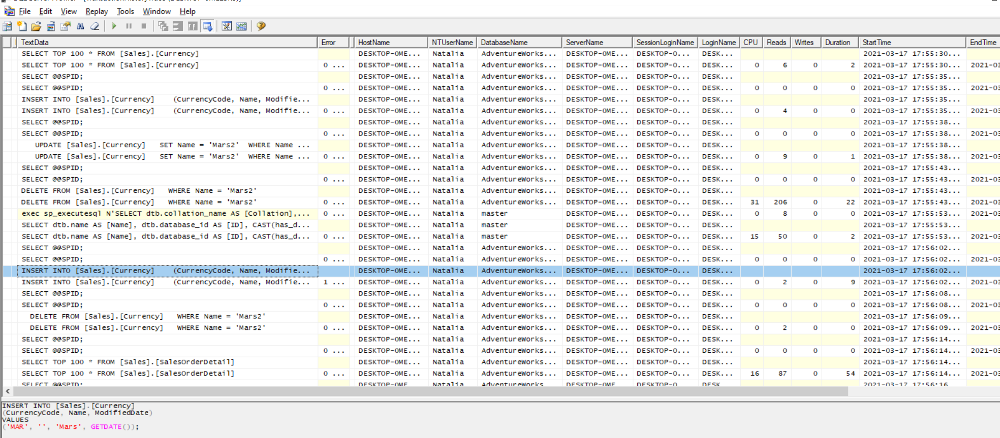 File Edit View Replay Tools Window Help
TextData Error HostName NTUserName DatabaseName ServerName SessionLoginName LoginName CPU Reads Writes Duration StartTime EndTime
SELECT TOP 100 * FROM [Sales].[Currency] DESKTOP-OME... Natalia AdventureWorks... DESKTOP-OME... DESKTOP-O... DESK... 2021-03-17 17:55:30...
SELECT TOP 100 * FROM [Sales].[Currency] 0 ... DESKTOP-OME... Natalia AdventureWorks... DESKTOP-OME... DESKTOP-O... DESK... 0 6 0 2 2021-03-17 17:55:30... 2021-03
SELECT @@SPID; DESKTOP-OME... Natalia AdventureWorks... DESKTOP-OME... DESKTOP-O... DESK... 2021-03-17 17:55:35...
SELECT @@SPID; 0 ... DESKTOP-OME... Natalia AdventureWorks... DESKTOP-OME... DESKTOP-O... DESK... 0 0 0 0 2021-03-17 17:55:35... 2021-03
INSERT INTO [Sales].[Currency] (CurrencyCode, Name, Modifie... DESKTOP-OME... Natalia AdventureWorks... DESKTOP-OME... DESKTOP-O... DESK... 2021-03-17 17:55:35...
INSERT INTO [Sales].[Currency] (CurrencyCode, Name, Modifie... 0 ... DESKTOP-OME... Natalia AdventureWorks... DESKTOP-OME... DESKTOP-O... DESK... 0 4 0 0 2021-03-17 17:55:35... 2021-03
SELECT @@SPID; DESKTOP-OME... Natalia AdventureWorks... DESKTOP-OME... DESKTOP-O... DESK... 2021-03-17 17:55:38...
SELECT @@SPID; 0 ... DESKTOP-OME... Natalia AdventureWorks... DESKTOP-OME... DESKTOP-O... DESK... 0 0 0 0 2021-03-17 17:55:38... 2021-03
UPDATE [Sales].[Currency] SET Name = 'Mars2' WHERE Name ... DESKTOP-OME... Natalia AdventureWorks... DESKTOP-OME... DESKTOP-O... DESK... 2021-03-17 17:55:38...
UPDATE [Sales].[Currency] SET Name = 'Mars2' WHERE Name ... 0 ... DESKTOP-OME... Natalia AdventureWorks... DESKTOP-OME... DESKTOP-O... DESK... 0 9 0 1 2021-03-17 17:55:38... 2021-03
SELECT @@SPID; DESKTOP-OME... Natalia AdventureWorks... DESKTOP-OME... DESKTOP-O... DESK... 2021-03-17 17:55:43...
SELECT @@SPID; 0 ... DESKTOP-OME... Natalia AdventureWorks... DESKTOP-OME... DESKTOP-O... DESK... 0 0 0 0 2021-03-17 17:55:43... 2021-03
DELETE FROM [Sales].[Currency] WHERE Name = 'Mars2' DESKTOP-OME... Natalia AdventureWorks... DESKTOP-OME... DESKTOP-O... DESK... 2021-03-17 17:55:43...
DELETE FROM [Sales].[Currency] WHERE Name = 'Mars2' 0 ... DESKTOP-OME... Natalia AdventureWorks... DESKTOP-OME... DESKTOP-O... DESK... 31 206 0 22 2021-03-17 17:55:43... 2021-03
exec sp_executesql N'SELECT dtb.collation_name AS [Collation],... 0 ... DESKTOP-OME... Natalia master DESKTOP-OME... DESKTOP-O... DESK... 0 8 0 0 2021-03-17 17:55:53... 2021-03
SELECT dtb.name AS [Name], dtb.database_id AS [ID], CAST(has_d... DESKTOP-OME... Natalia master DESKTOP-OME... DESKTOP-O... DESK... 2021-03-17 17:55:53...
SELECT dtb.name AS [Name], dtb.database_id AS [ID], CAST(has_d... 0 ... DESKTOP-OME... Natalia master DESKTOP-OME... DESKTOP-O... DESK... 15 50 0 2 2021-03-17 17:55:53... 2021-03
SELECT @@SPID; DESKTOP-OME... Natalia AdventureWorks... DESKTOP-OME... DESKTOP-O... DESK... 2021-03-17 17:56:02...
SELECT @@SPID; 0 ... DESKTOP-OME... Natalia AdventureWorks... DESKTOP-OME... DESKTOP-O... DESK... 0 0 0 0 2021-03-17 17:56:02... 2021-03
INSERT INTO [Sales].[Currency] (CurrencyCode, Name, Modifie... DESKTOP-OME... Natalia AdventureWorks... DESKTOP-OME... DESKTOP-O... DESK... 2021-03-17 17:56:02...
INSERT INTO [Sales].[Currency] (CurrencyCode, Name, Modifie... 1 ... DESKTOP-OME... Natalia AdventureWorks... DESKTOP-OME... DESKTOP-O... DESK... 0 2 0 9 2021-03-17 17:56:02... 2021-03
SELECT @@SPID; DESKTOP-OME... Natalia AdventureWorks... DESKTOP-OME... DESKTOP-O... DESK... 2021-03-17 17:56:08...
SELECT @@SPID; 0 ... DESKTOP-OME... Natalia AdventureWorks... DESKTOP-OME... DESKTOP-O... DESK... 0 0 0 0 2021-03-17 17:56:08... 2021-03
DELETE FROM [Sales].[Currency] WHERE Name = 'Mars2' DESKTOP-OME... Natalia AdventureWorks... DESKTOP-OME... DESKTOP-O... DESK... 2021-03-17 17:56:09...
DELETE FROM [Sales].[Currency] WHERE Name = 'Mars2' 0 ... DESKTOP-OME... Natalia AdventureWorks... DESKTOP-OME... DESKTOP-O... DESK... 0 2 0 0 2021-03-17 17:56:09... 2021-03
SELECT @@SPID; DESKTOP-OME... Natalia AdventureWorks... DESKTOP-OME... DESKTOP-O... DESK... 2021-03-17 17:56:14...
SELECT @@SPID; 0 ... DESKTOP-OME... Natalia AdventureWorks... DESKTOP-OME... DESKTOP-O... DESK... 0 0 0 0 2021-03-17 17:56:14... 2021-03
SELECT TOP 100 * FROM [Sales].[SalesOrderDetail] DESKTOP-OME... Natalia AdventureWorks... DESKTOP-OME... DESKTOP-O... DESK... 2021-03-17 17:56:14...
SELECT TOP 100 * FROM [Sales].[SalesOrderDetail] 0 ... DESKTOP-OME... Natalia AdventureWorks... DESKTOP-OME... DESKTOP-O... DESK... 16 87 0 54 2021-03-17 17:56:14... 2021-03
SELECT @@SPID; DESKTOP-OME Natalia AdventureWorks DESKTOP-OME DESKTOP-O DESK 2021-03-17 17:56:16
INSERT INTO [Sales].[Currency]
(CurrencyCode, Name, ModifiedDate)
VALUES
('MAR', '', 'Mars', GETDATE());